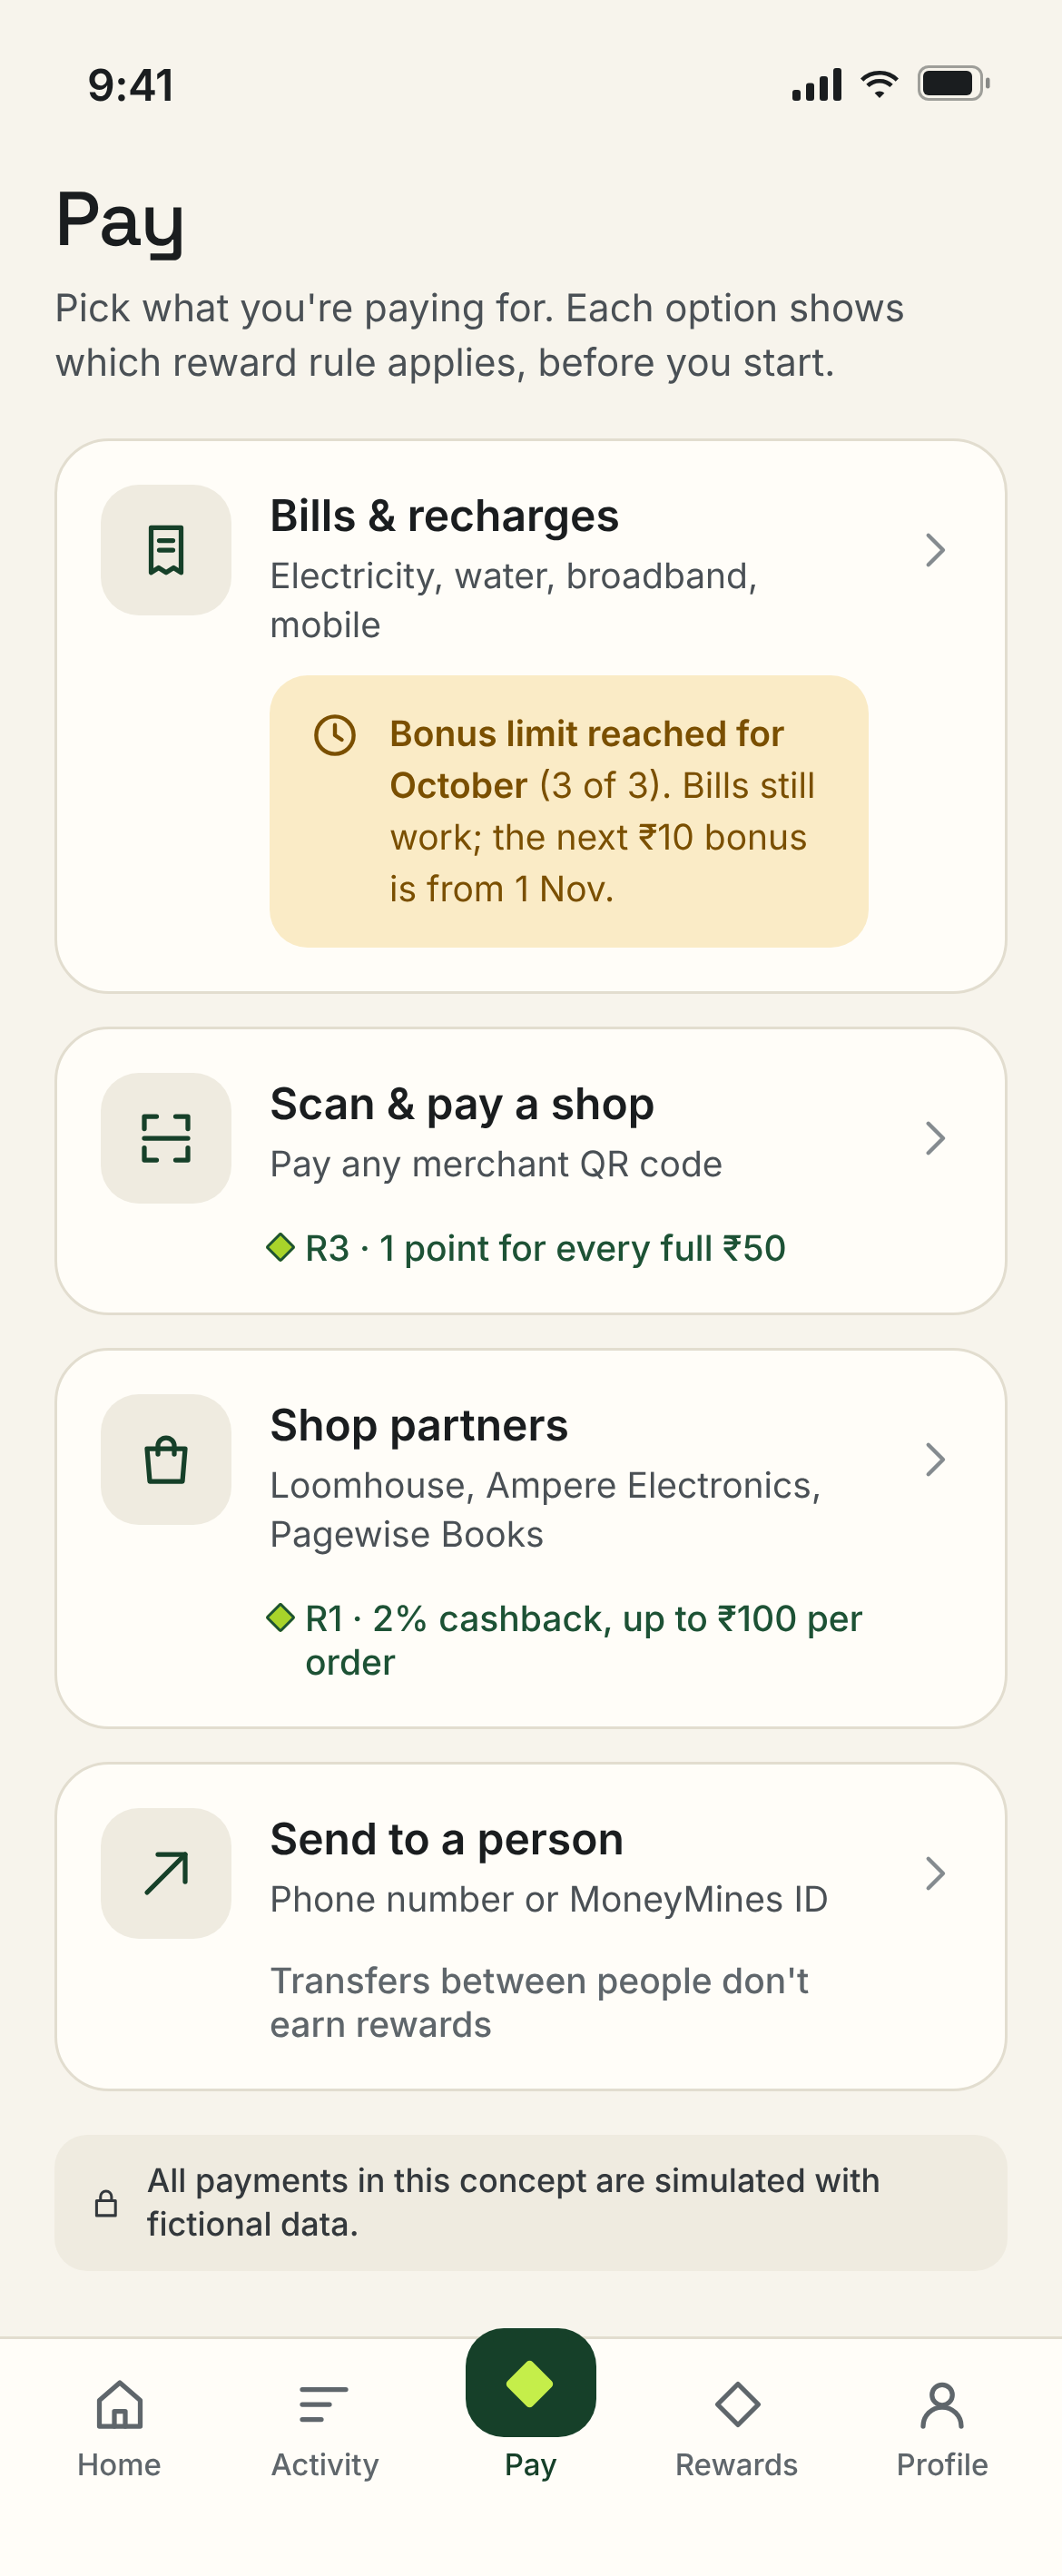 9:41
Pay
Pick what you're paying for. Each option shows
which reward rule applies, before you start.
Bills & recharges
Electricity, water, broadband,
mobile
Bonus limit reached for
October (3 of 3). Bills still
work; the next ₹10 bonus
is from 1 Nov.
Scan & pay a shop
Pay any merchant QR code
R3 · 1 point for every full ₹50
Shop partners
Loomhouse, Ampere Electronics,
Pagewise Books
R1 · 2% cashback, up to ₹100 per
order
Send to a person
Phone number or MoneyMines ID
Transfers between people don't
earn rewards
All payments in this concept are simulated with
fictional data.
Home
Activity
Pay
Rewards
Profile